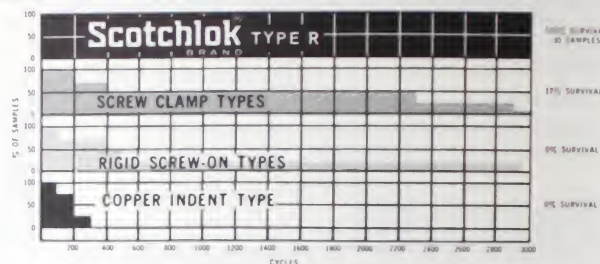 100
50
0
Scotchlok TYPE R
BRAND
SURVIVAL
10 SAMPLES
100
50
0
SCREW CLAMP TYPES
17% SURVIVAL
100
50
0
RIGID SCREW-ON TYPES
0% SURVIVAL
100
50
0
COPPER INDENT TYPE
0% SURVIVAL
% OF SAMPLES
200 400 600 800 1000 1200 1400 1600 1800 2000 2200 2400 2600 2800 3000
CYCLES